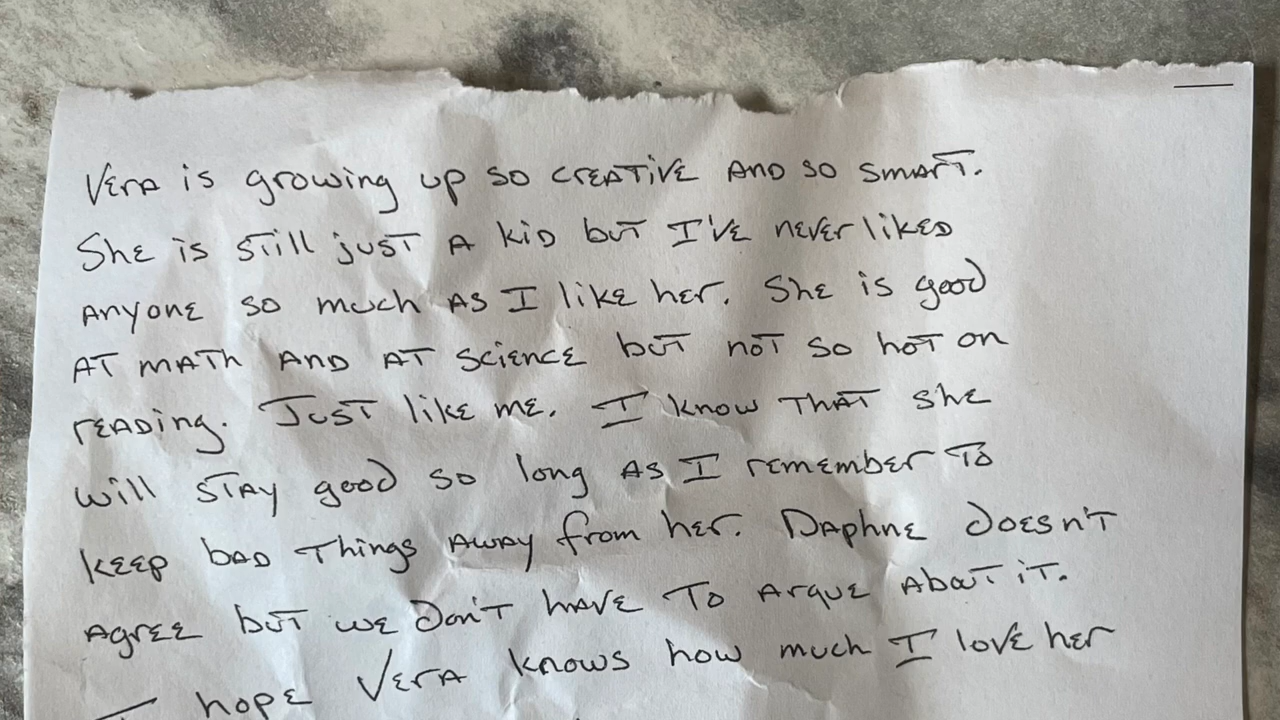 Vera is growing up so creative and so smart.
She is still just a kid but I've never liked
anyone so much as I like her. She is good
at math and at science but not so hot on
reading. Just like me. I know that she
will stay good so long as I remember to
keep bad things away from her. Daphne doesn't
agree but we don't have to argue about it.
I hope Vera knows how much I love her